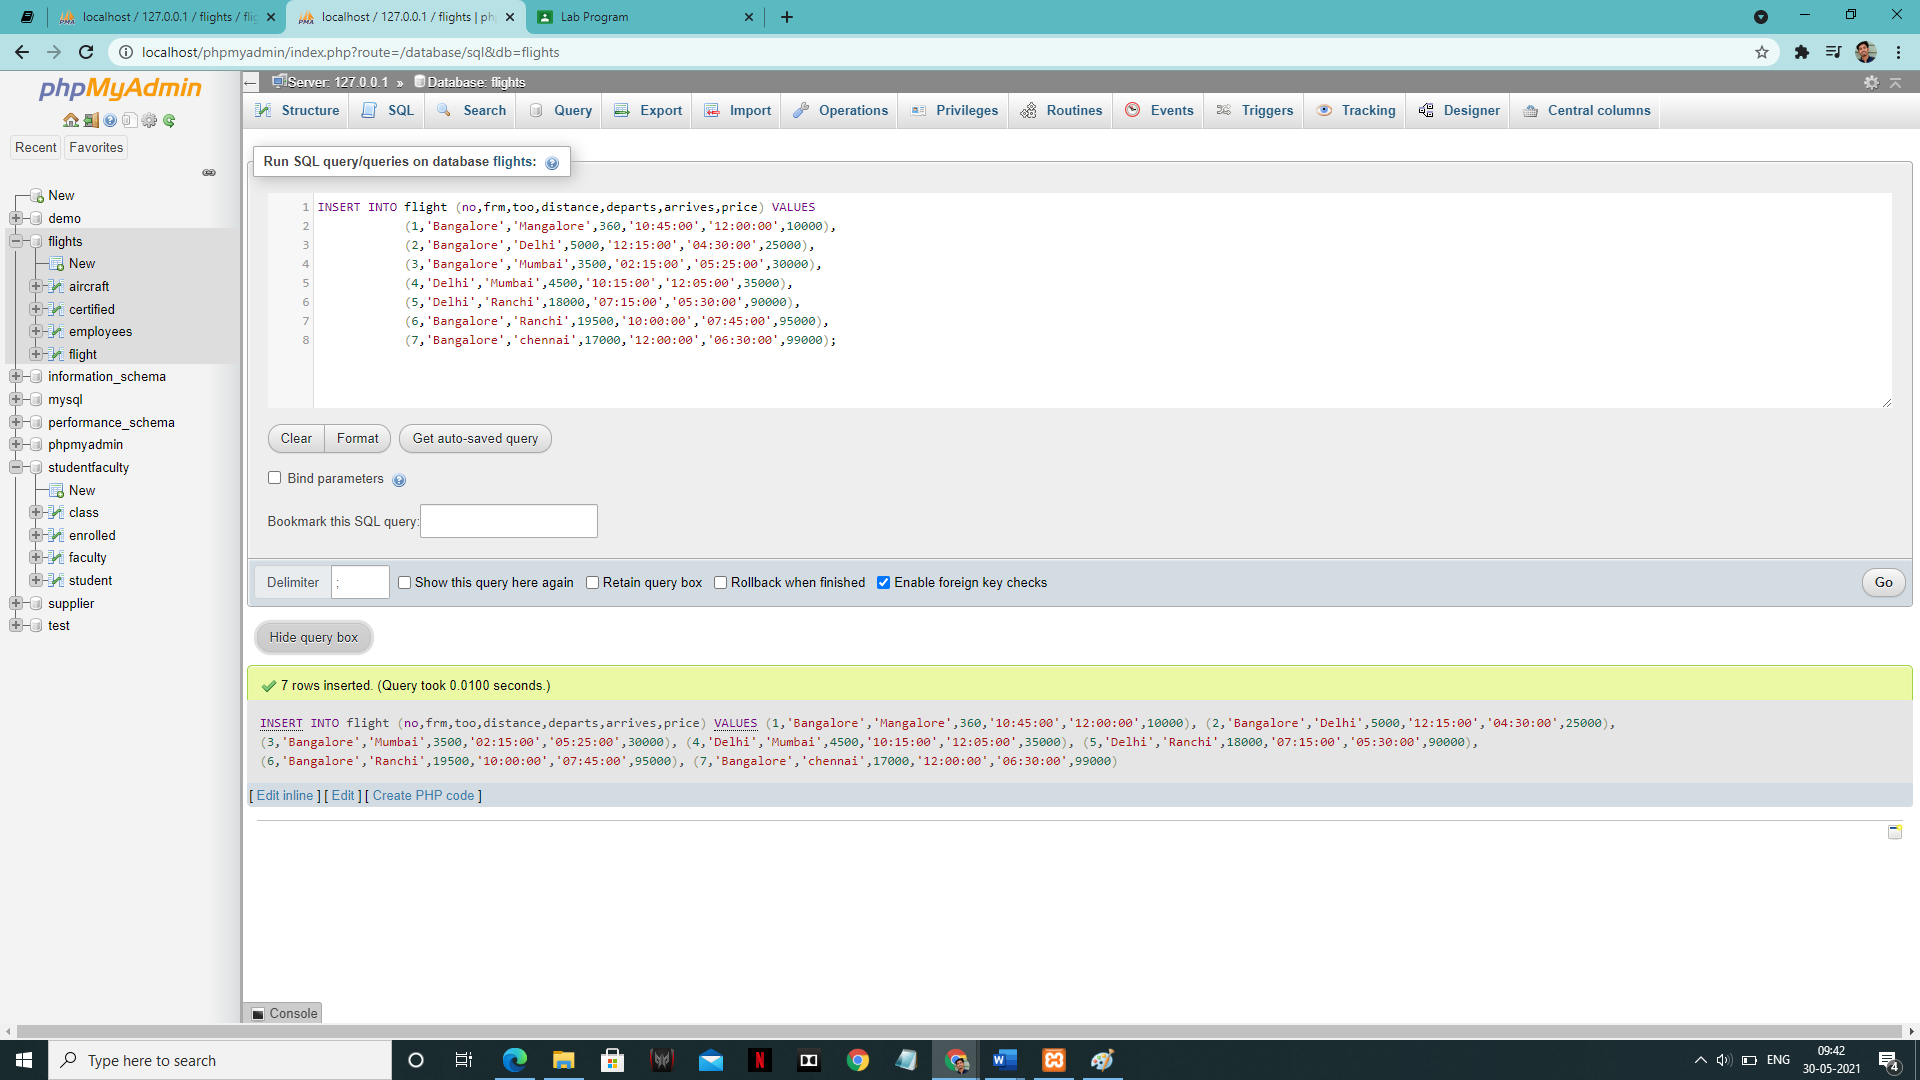 localhost / 127.0.0.1 / flights / flig
localhost / 127.0.0.1 / flights | ph
Lab Program
localhost/phpmyadmin/index.php?route=/database/sql&db=flights
phpMyAdmin
Server: 127.0.0.1 » Database: flights
Structure SQL Search Query Export Import Operations Privileges Routines Events Triggers Tracking Designer Central columns
Recent Favorites
New
demo
flights
New
aircraft
certified
employees
flight
information_schema
mysql
performance_schema
phpmyadmin
studentfaculty
New
class
enrolled
faculty
student
supplier
test
Run SQL query/queries on database flights:
1 INSERT INTO flight (no,frm,too,distance,departs,arrives,price) VALUES
2 (1,'Bangalore','Mangalore',360,'10:45:00','12:00:00',10000),
3 (2,'Bangalore','Delhi',5000,'12:15:00','04:30:00',25000),
4 (3,'Bangalore','Mumbai',3500,'02:15:00','05:25:00',30000),
5 (4,'Delhi','Mumbai',4500,'10:15:00','12:05:00',35000),
6 (5,'Delhi','Ranchi',18000,'07:15:00','05:30:00',90000),
7 (6,'Bangalore','Ranchi',19500,'10:00:00','07:45:00',95000),
8 (7,'Bangalore','chennai',17000,'12:00:00','06:30:00',99000);
Clear Format Get auto-saved query
Bind parameters
Bookmark this SQL query:
Delimiter ; Show this query here again Retain query box Rollback when finished Enable foreign key checks Go
Hide query box
7 rows inserted. (Query took 0.0100 seconds.)
INSERT INTO flight (no,frm,too,distance,departs,arrives,price) VALUES (1,'Bangalore','Mangalore',360,'10:45:00','12:00:00',10000), (2,'Bangalore','Delhi',5000,'12:15:00','04:30:00',25000),
(3,'Bangalore','Mumbai',3500,'02:15:00','05:25:00',30000), (4,'Delhi','Mumbai',4500,'10:15:00','12:05:00',35000), (5,'Delhi','Ranchi',18000,'07:15:00','05:30:00',90000),
(6,'Bangalore','Ranchi',19500,'10:00:00','07:45:00',95000), (7,'Bangalore','chennai',17000,'12:00:00','06:30:00',99000)
[ Edit inline ] [ Edit ] [ Create PHP code ]
Console
Type here to search
ENG
09:42
30-05-2021
4